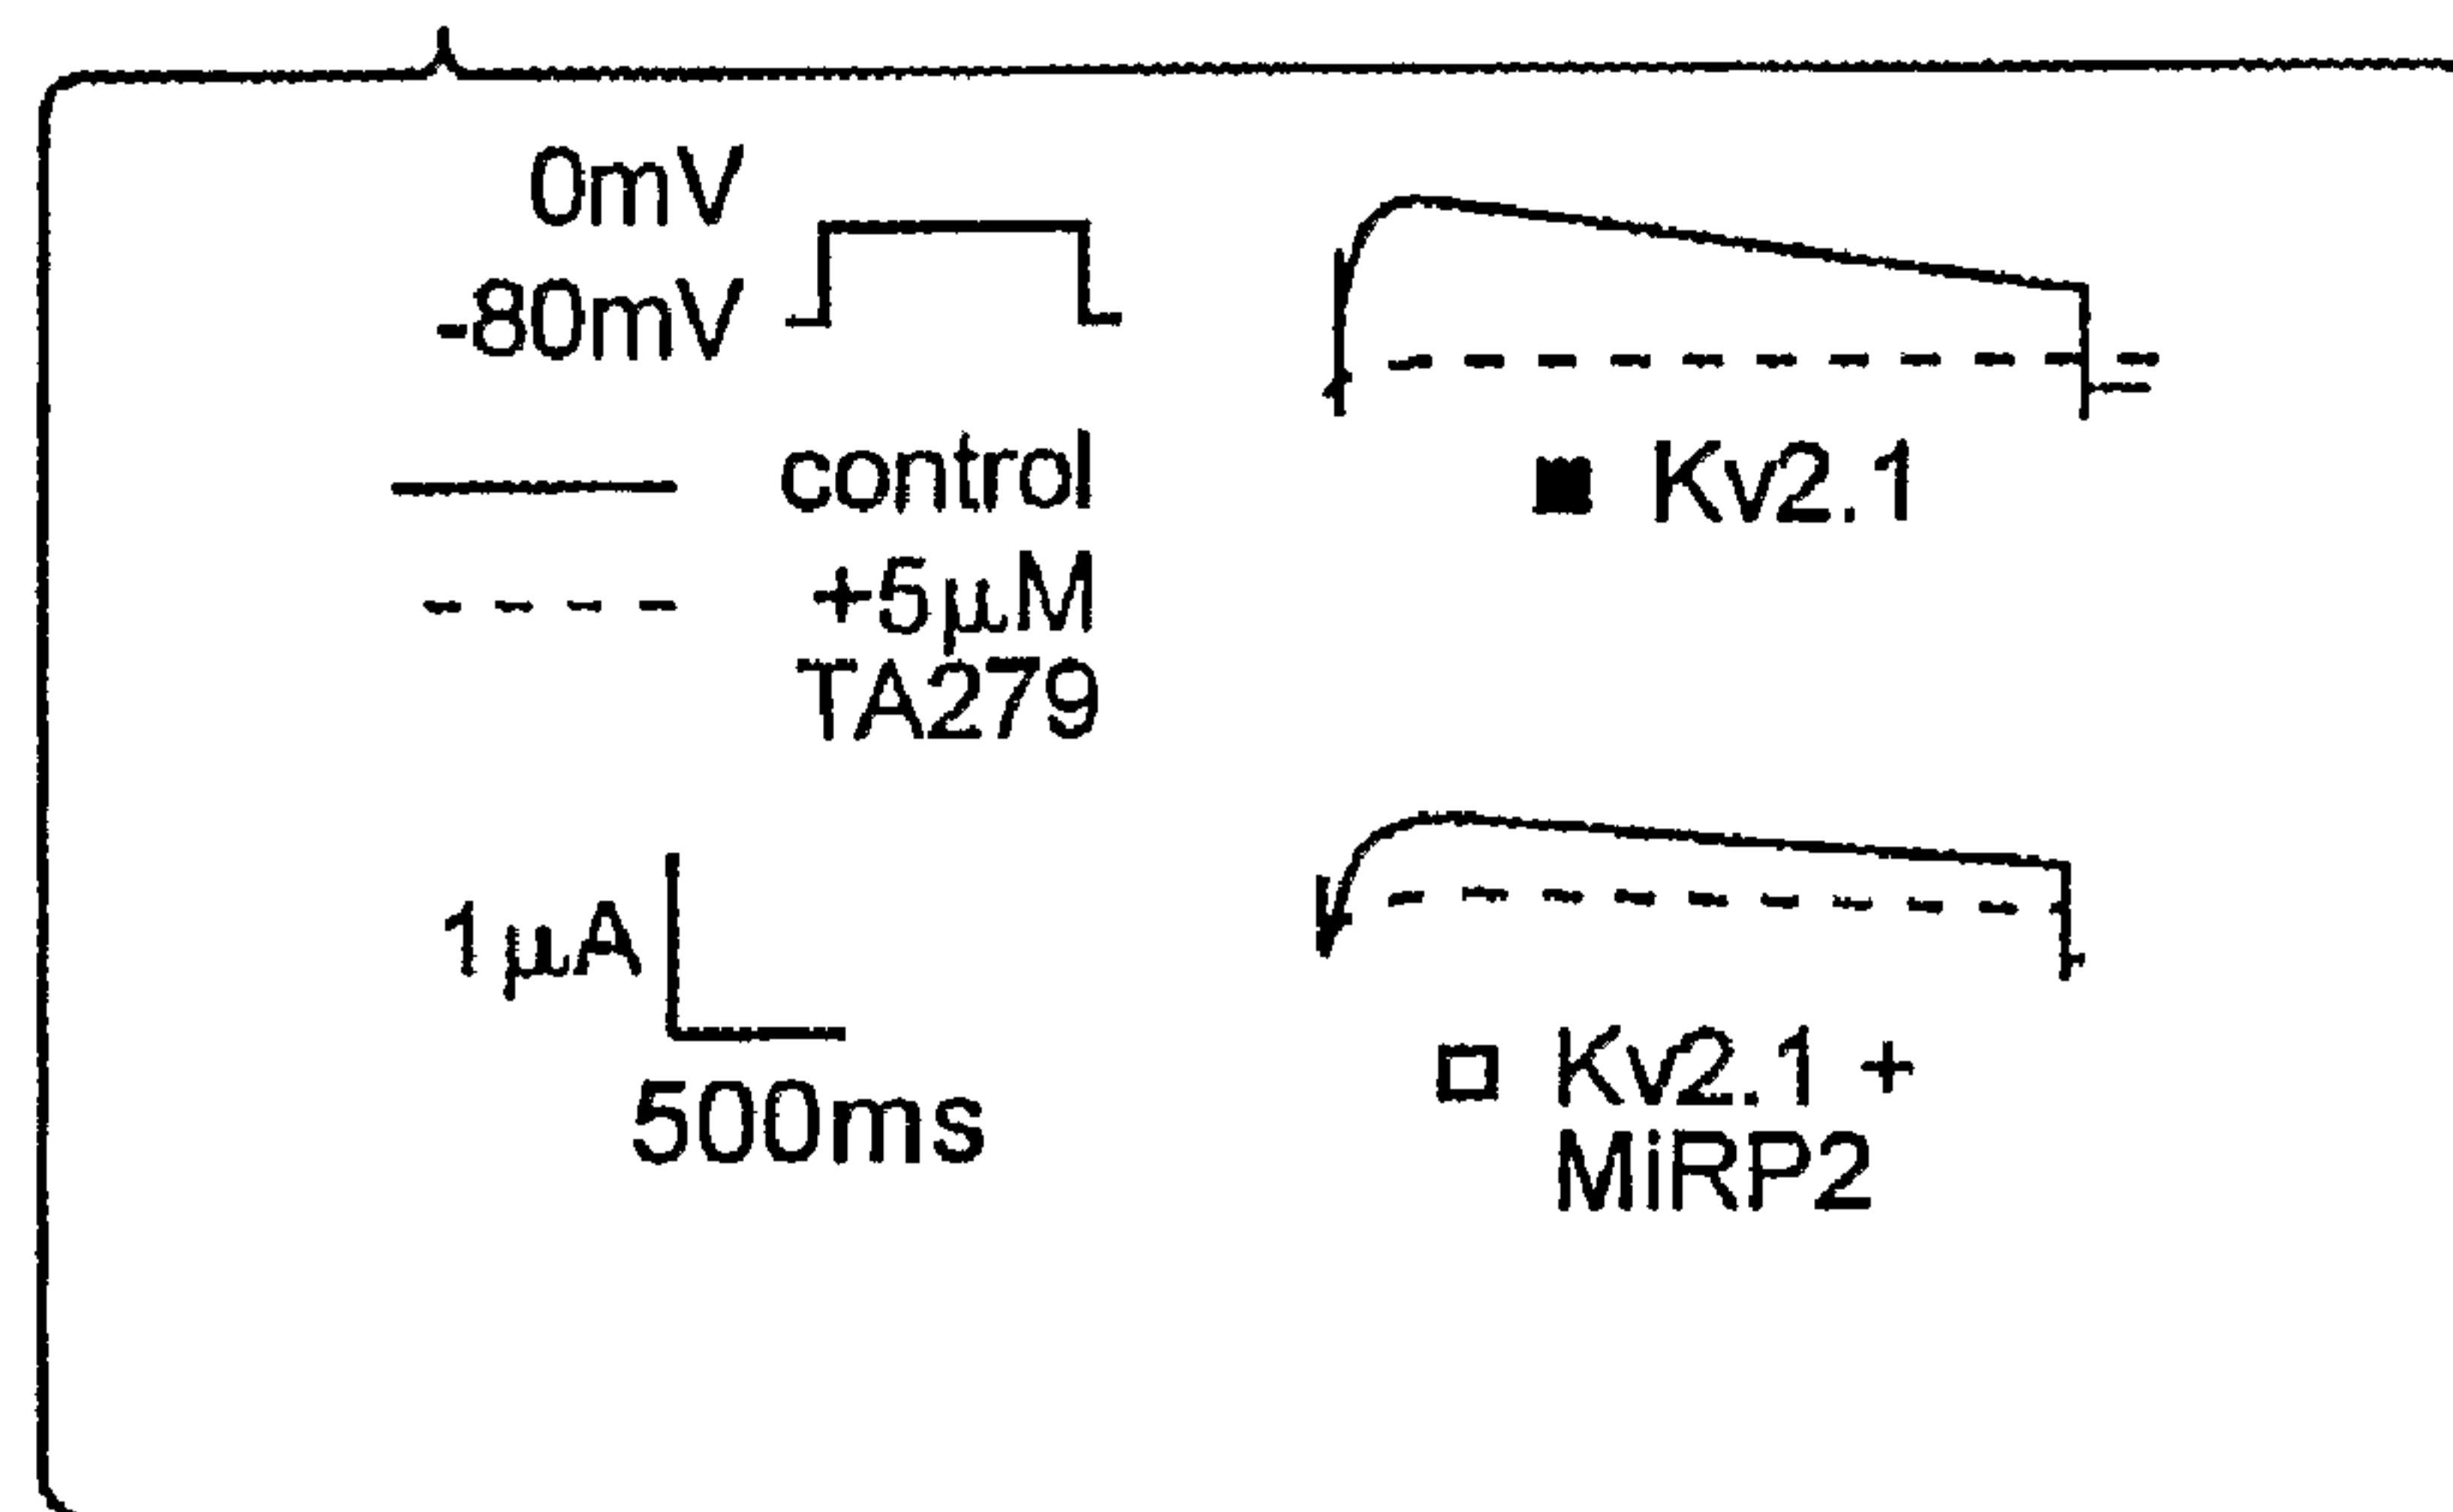 0mV
-80mV
control
+5μM
TA279
1μA
500ms
Kv2.1
Kv2.1 +
MiRP2